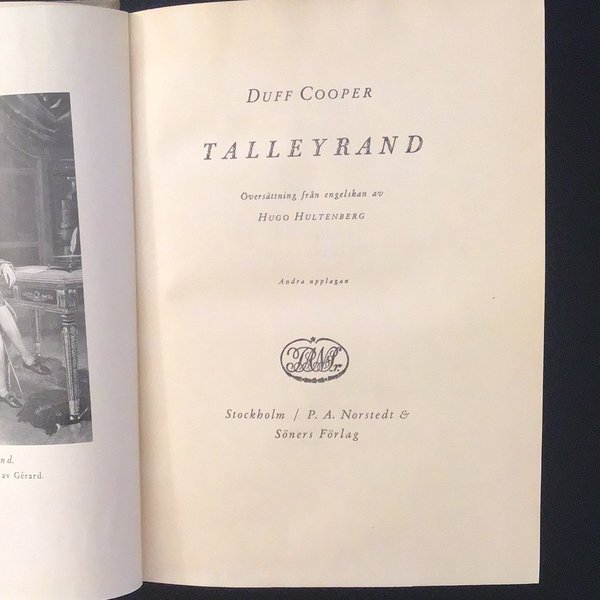 nd.
av Gérard.
DUFF COOPER
TALLEYRAND
Översättning från engelskan av
HUGO HULTENBERG
Andra upplagan
Stockholm / P. A. Norstedt &
Söners Förlag